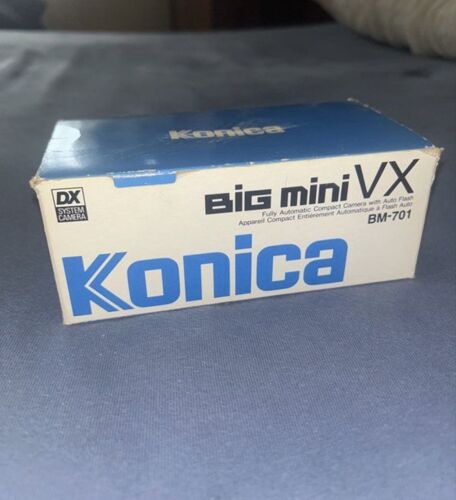 Konica
DX
SYSTEM
CAMERA
BiG mini VX
Fully Automatic Compact Camera with Auto Flash
Appareil Compact Entièrement Automatique à Flash Auto
BM-701
Konica